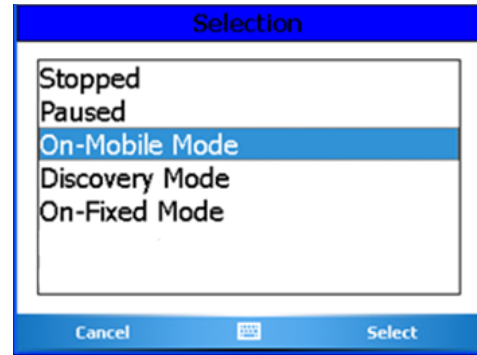 Selection
Stopped
Paused
On-Mobile Mode
Discovery Mode
On-Fixed Mode
Cancel Select